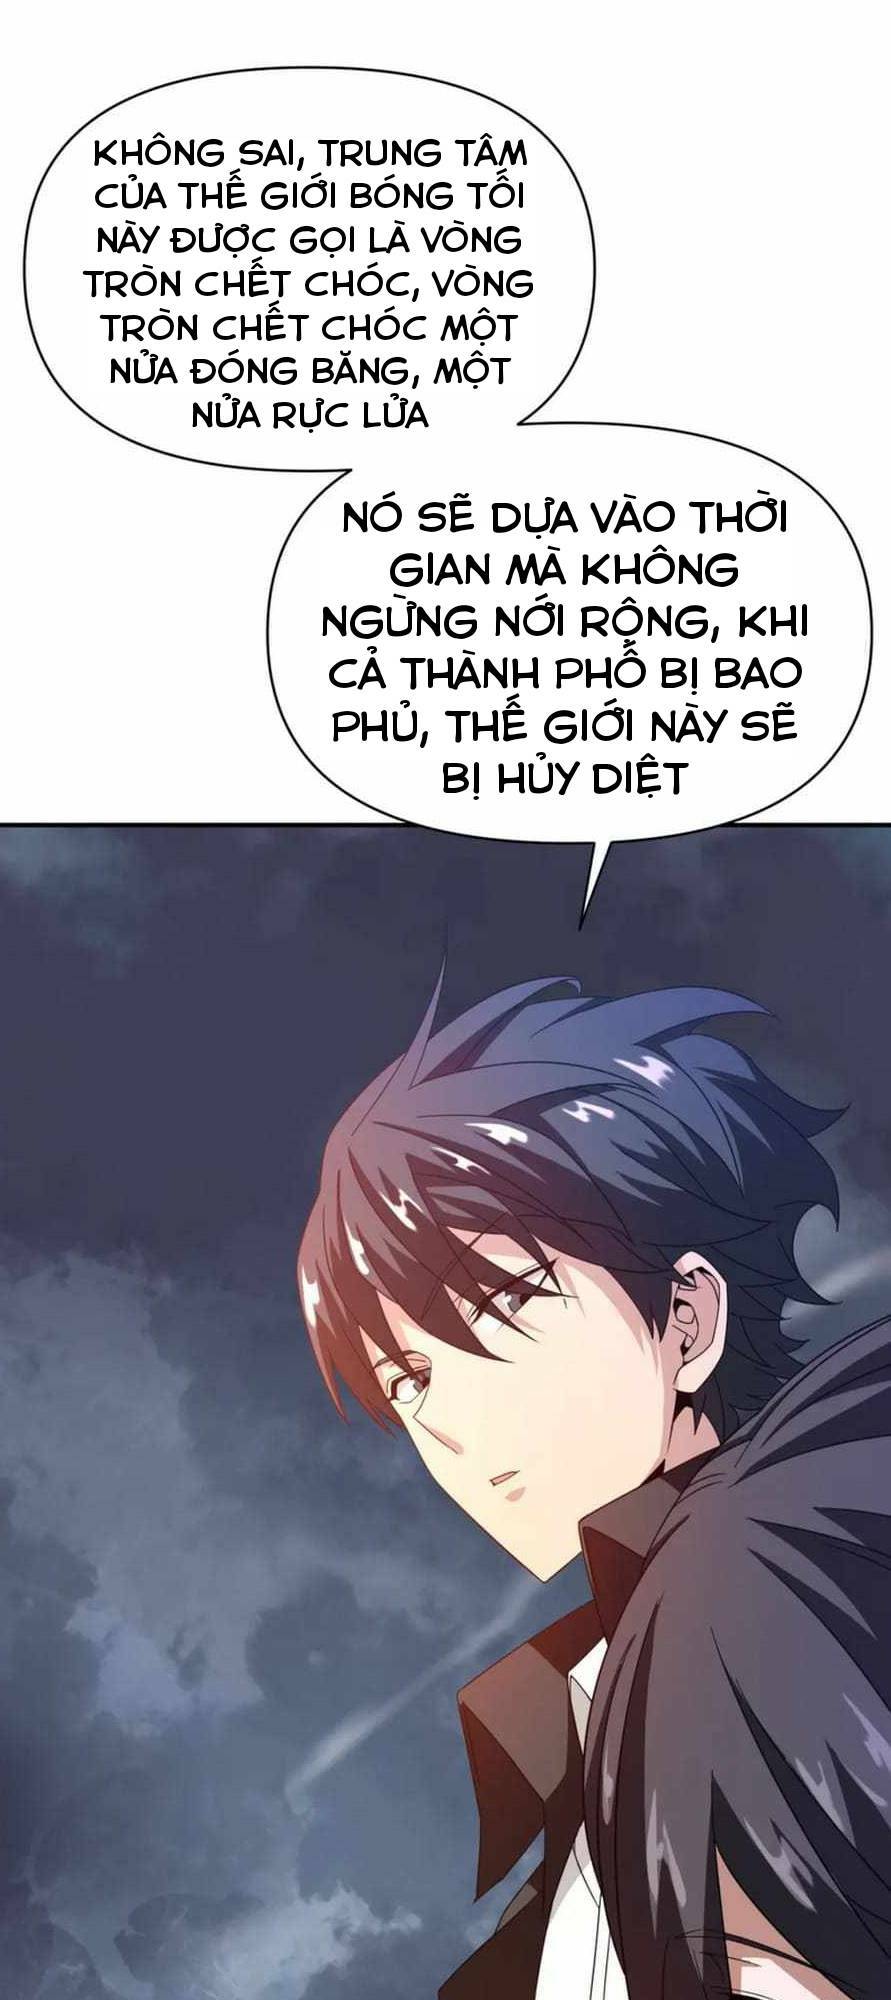 KHÔNG SAI, TRUNG TÂM
CỦA THẾ GIỚI BÓNG TỐI
NÀY ĐƯỢC GỌI LÀ VÒNG
TRÒN CHẾT CHÓC, VÒNG
TRÒN CHẾT CHÓC MỘT
NỬA ĐÓNG BĂNG, MỘT
NỬA RỰC LỬA
NÓ SẼ DỰA VÀO THỜI
GIAN MÀ KHÔNG
NGỪNG NỚI RỘNG, KHI
CẢ THÀNH PHỐ BỊ BAO
PHỦ, THẾ GIỚI NÀY SẼ
BỊ HỦY DIỆT